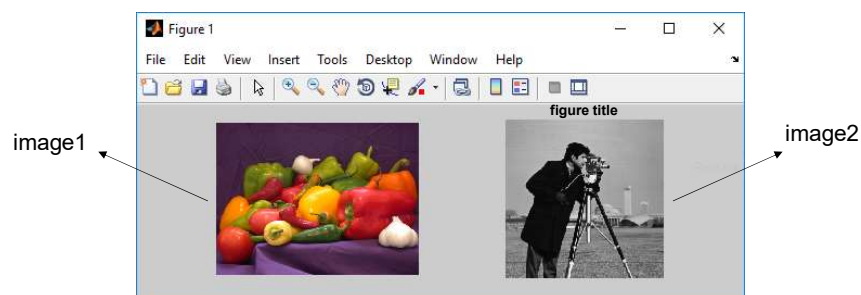 Figure 1
File Edit View Insert Tools Desktop Window Help
figure title
image1
image2